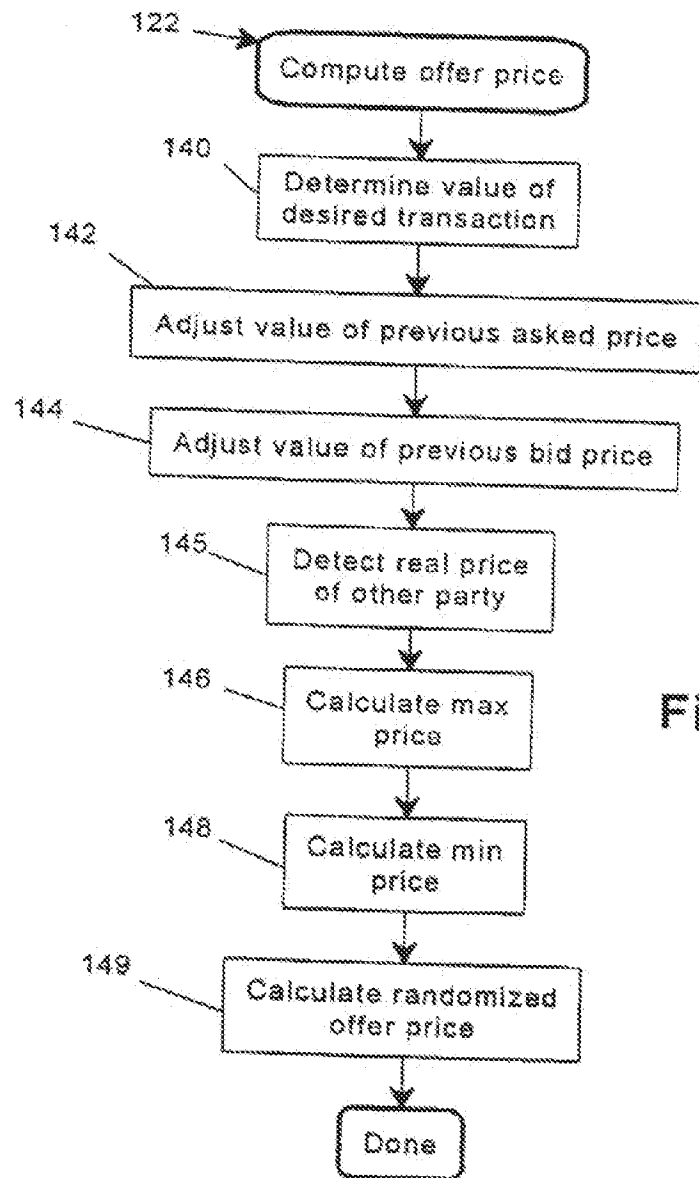 122
Compute offer price
140
Determine value of
desired transaction
142
Adjust value of previous asked price
144
Adjust value of previous bid price
145
Detect real price
of other party
146
Calculate max
price
Fi
148
Calculate min
price
149
Calculate randomized
offer price
Done